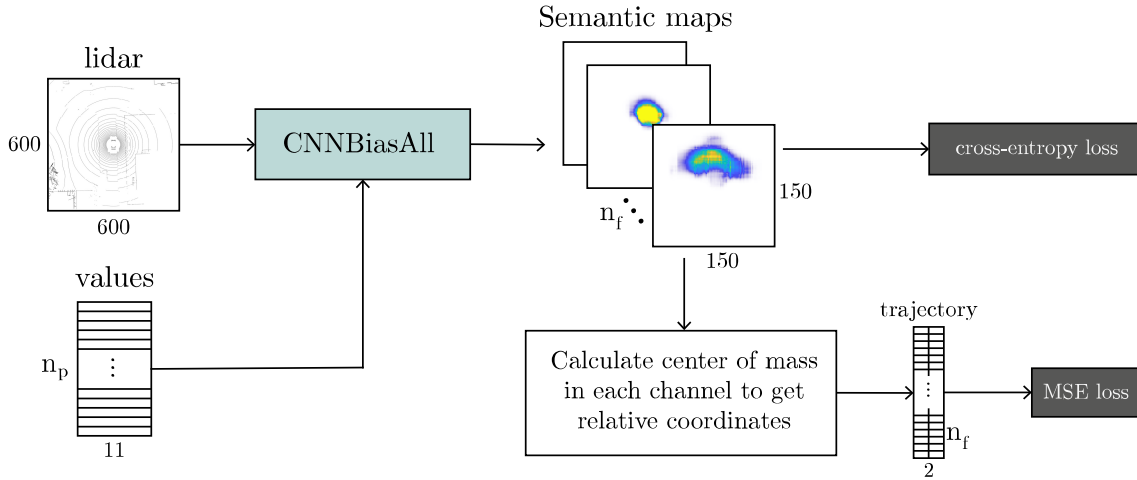 Semantic maps
lidar
600
CNNBiasAll
cross-entropy loss
150
n_f
600
150
values
trajectory
n_p
⋮
Calculate center of mass
in each channel to get
relative coordinates
⋮
MSE loss
n_f
11
2